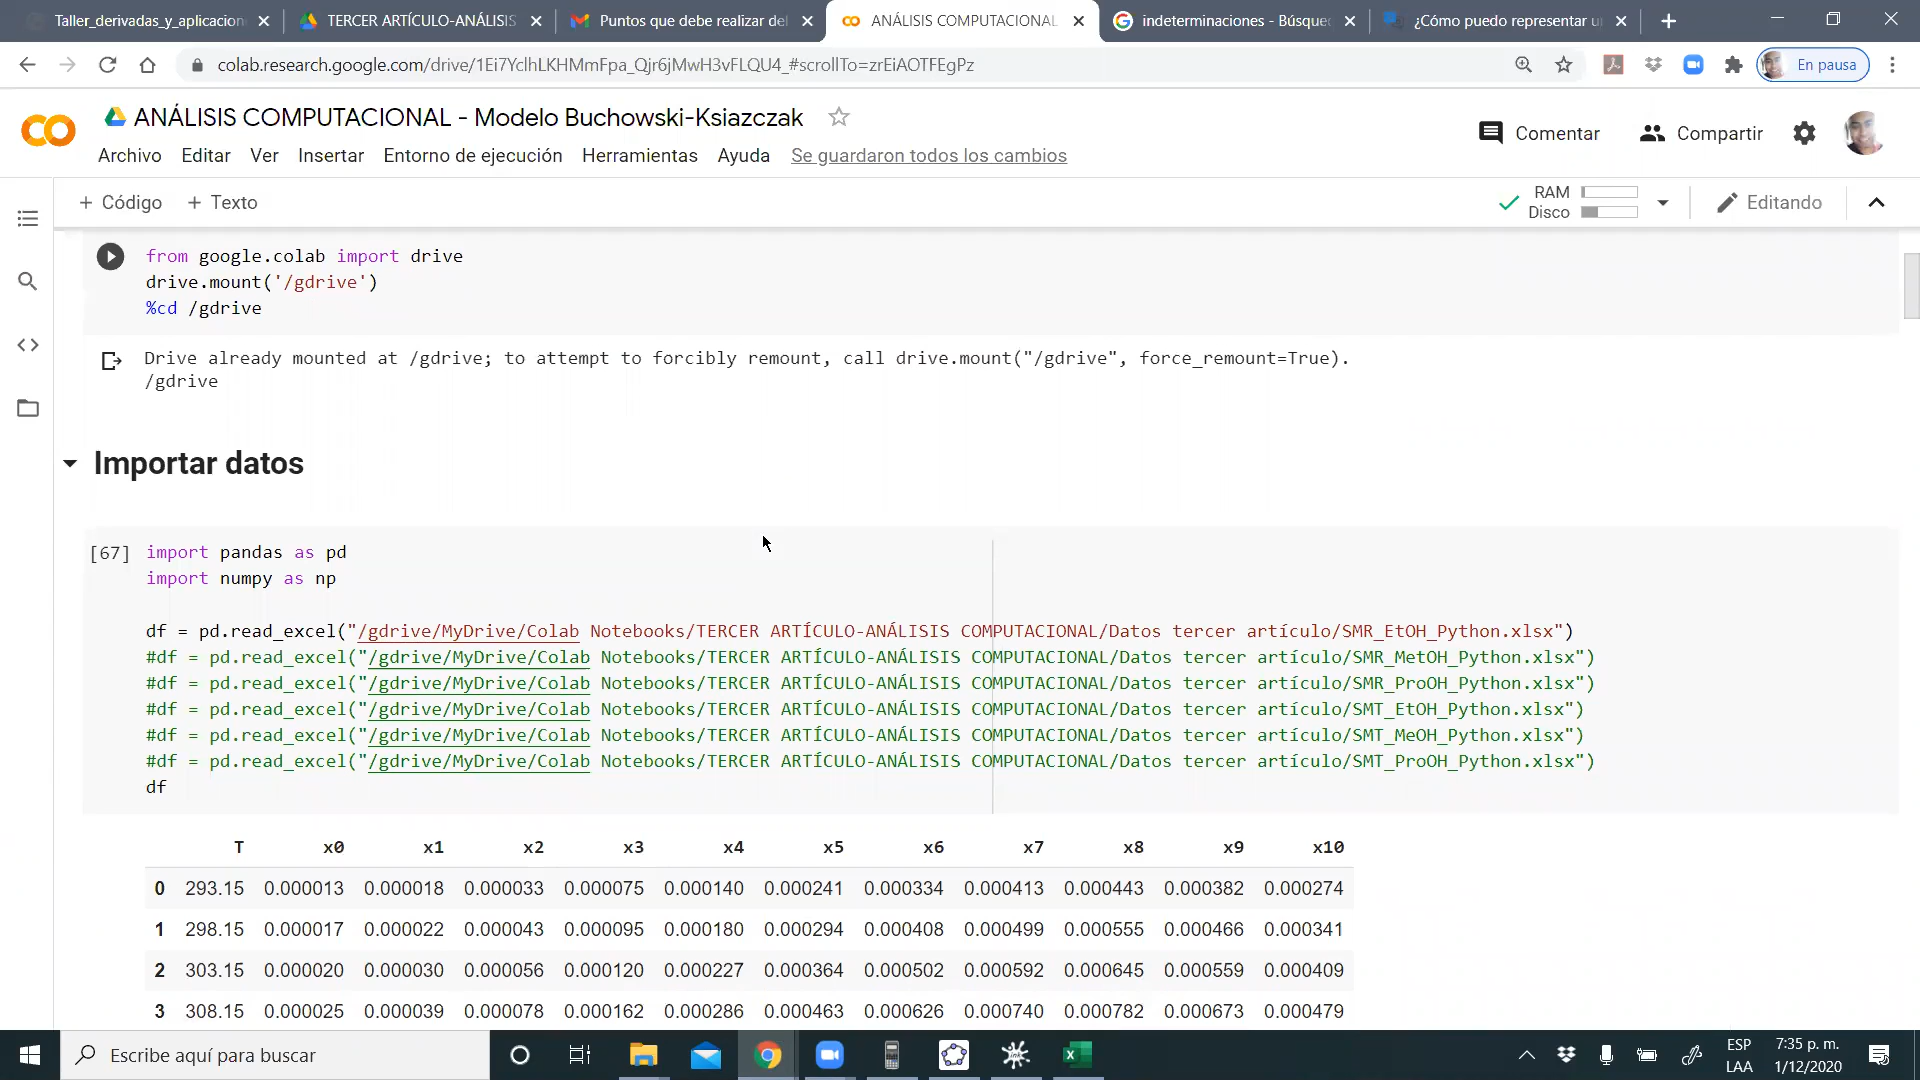 Taller_derivadas_y_aplicacion
TERCER ARTÍCULO-ANÁLISIS
Puntos que debe realizar del
ANÁLISIS COMPUTACIONAL
indeterminaciones - Búsque
¿Cómo puedo representar u
colab.research.google.com/drive/1Ei7YclhLKHMmFpa_Qjr6jMwH3vFLQU4_#scrollTo=zrEiAOTFEgPz
En pausa
ANÁLISIS COMPUTACIONAL - Modelo Buchowski-Ksiazczak
Comentar
Compartir
Archivo Editar Ver Insertar Entorno de ejecución Herramientas Ayuda Se guardaron todos los cambios
+ Código + Texto
RAM
Disco
Editando
from google.colab import drive
drive.mount('/gdrive')
%cd /gdrive
Drive already mounted at /gdrive; to attempt to forcibly remount, call drive.mount("/gdrive", force_remount=True).
/gdrive
Importar datos
[67] import pandas as pd
import numpy as np
df = pd.read_excel("/gdrive/MyDrive/Colab Notebooks/TERCER ARTÍCULO-ANÁLISIS COMPUTACIONAL/Datos tercer artículo/SMR_EtOH_Python.xlsx")
#df = pd.read_excel("/gdrive/MyDrive/Colab Notebooks/TERCER ARTÍCULO-ANÁLISIS COMPUTACIONAL/Datos tercer artículo/SMR_MetOH_Python.xlsx")
#df = pd.read_excel("/gdrive/MyDrive/Colab Notebooks/TERCER ARTÍCULO-ANÁLISIS COMPUTACIONAL/Datos tercer artículo/SMR_ProOH_Python.xlsx")
#df = pd.read_excel("/gdrive/MyDrive/Colab Notebooks/TERCER ARTÍCULO-ANÁLISIS COMPUTACIONAL/Datos tercer artículo/SMT_EtOH_Python.xlsx")
#df = pd.read_excel("/gdrive/MyDrive/Colab Notebooks/TERCER ARTÍCULO-ANÁLISIS COMPUTACIONAL/Datos tercer artículo/SMT_MeOH_Python.xlsx")
#df = pd.read_excel("/gdrive/MyDrive/Colab Notebooks/TERCER ARTÍCULO-ANÁLISIS COMPUTACIONAL/Datos tercer artículo/SMT_ProOH_Python.xlsx")
df
T x0 x1 x2 x3 x4 x5 x6 x7 x8 x9 x10
0 293.15 0.000013 0.000018 0.000033 0.000075 0.000140 0.000241 0.000334 0.000413 0.000443 0.000382 0.000274
1 298.15 0.000017 0.000022 0.000043 0.000095 0.000180 0.000294 0.000408 0.000499 0.000555 0.000466 0.000341
2 303.15 0.000020 0.000030 0.000056 0.000120 0.000227 0.000364 0.000502 0.000592 0.000645 0.000559 0.000409
3 308.15 0.000025 0.000039 0.000078 0.000162 0.000286 0.000463 0.000626 0.000740 0.000782 0.000673 0.000479
Escribe aquí para buscar
ESP
LAA
7:35 p. m.
1/12/2020